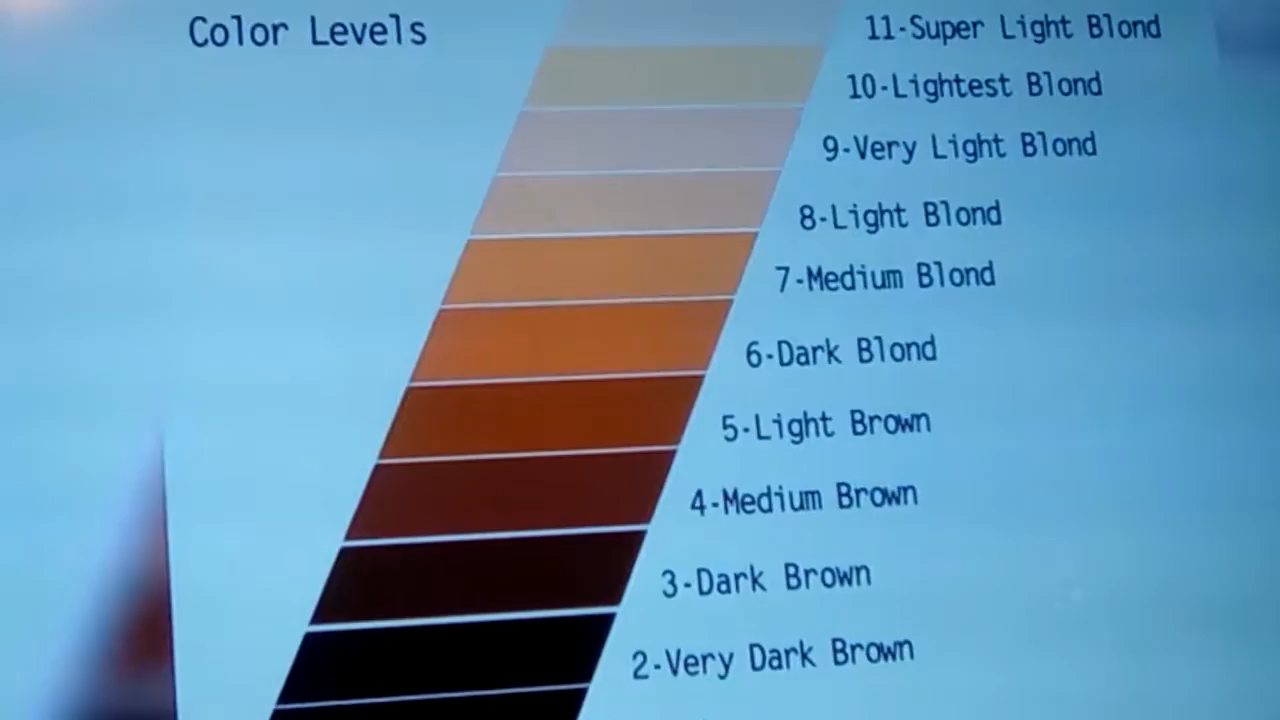 Color Levels
11-Super Light Blond
10-Lightest Blond
9-Very Light Blond
8-Light Blond
7-Medium Blond
6-Dark Blond
5-Light Brown
4-Medium Brown
3-Dark Brown
2-Very Dark Brown